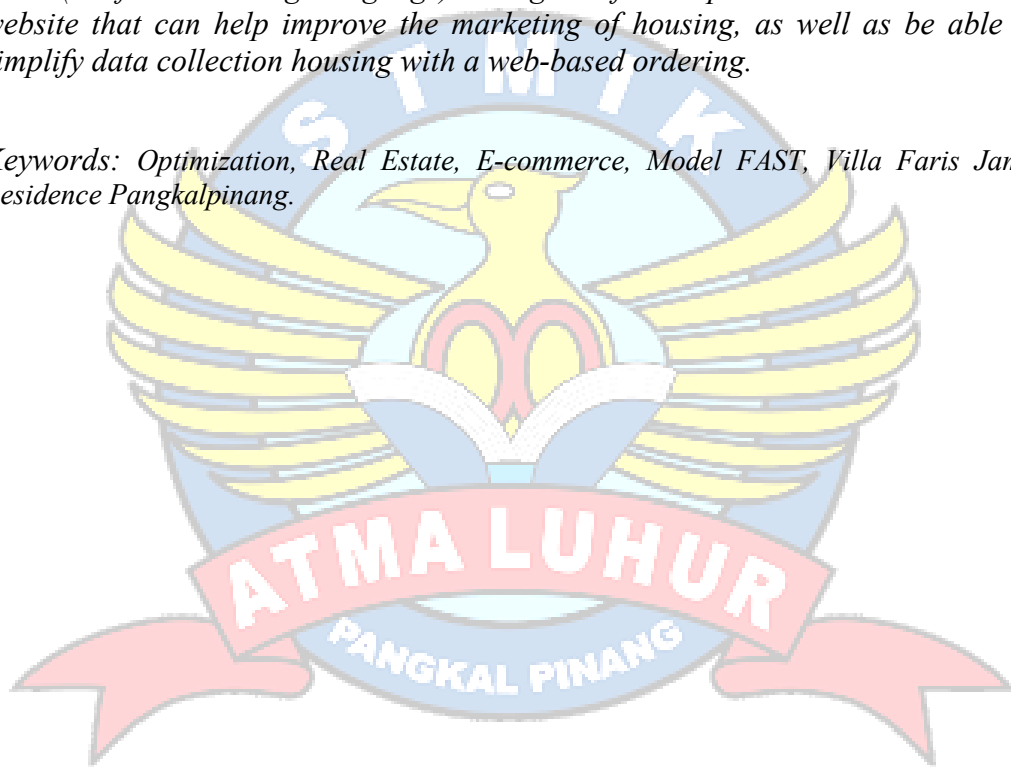 website that can help improve the marketing of housing, as well as be able
simplify data collection housing with a web-based ordering.
Keywords: Optimization, Real Estate, E-commerce, Model FAST, Villa Faris
Residence Pangkalpinang.
STMIK
ATMA LUHUR
PANGKAL PINANG